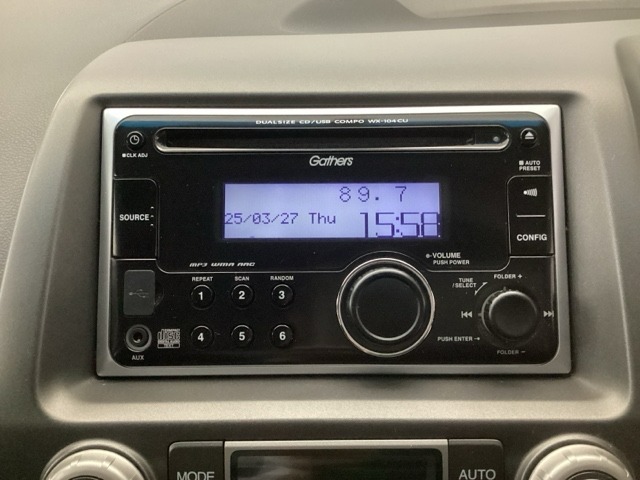 DUALSIZE CD/USB COMPO WX-104CU
CLK ADJ
Gathers
AUTO
PRESET
89.7
25/03/27 Thu 15:58
SOURCE
CONFIG
MP3 WMA AAC
VOLUME
PUSH POWER
TUNE
/SELECT
FOLDER +
REPEAT SCAN RANDOM
1 2 3
4 5 6
AUX
PUSH ENTER
FOLDER −
MODE
AUTO